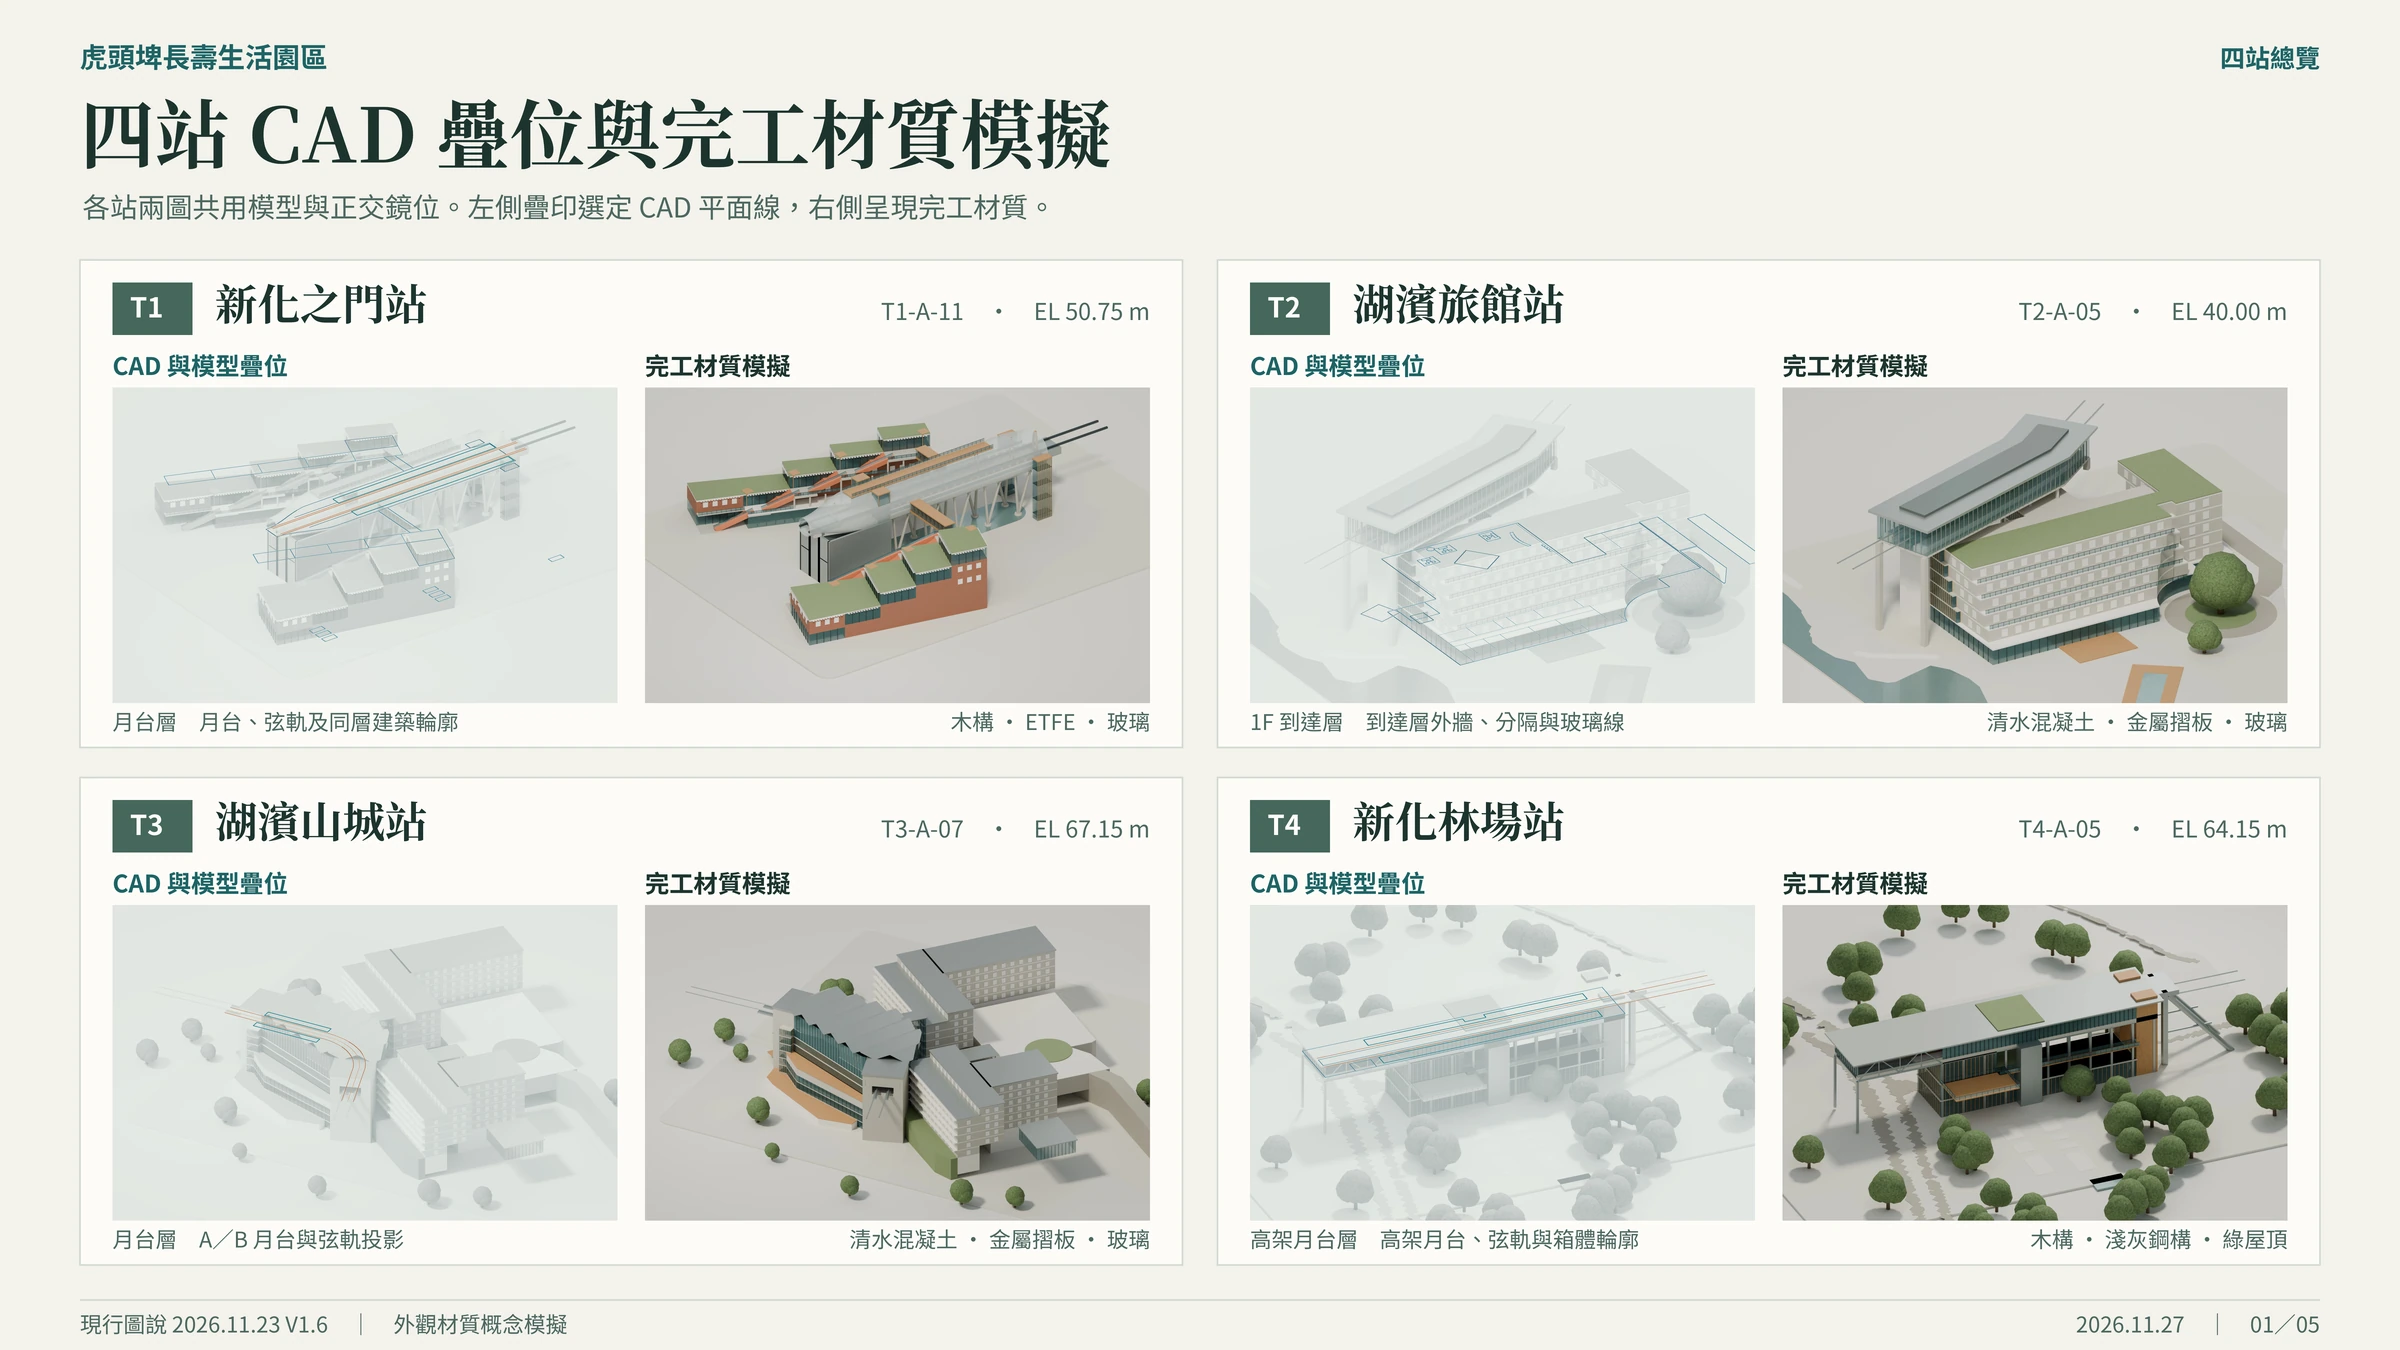 虎頭埤長壽生活園區
四站總覽
四站 CAD 疊位與完工材質模擬
各站兩圖共用模型與正交鏡位。左側疊印選定 CAD 平面線，右側呈現完工材質。
T1 新化之門站 T1-A-11 • EL 50.75 m
CAD 與模型疊位
完工材質模擬
月台層 月台、弦軌及同層建築輪廓
木構 • ETFE • 玻璃
T2 湖濱旅館站 T2-A-05 • EL 40.00 m
CAD 與模型疊位
完工材質模擬
1F 到達層 到達層外牆、分隔與玻璃線
清水混凝土 • 金屬摺板 • 玻璃
T3 湖濱山城站 T3-A-07 • EL 67.15 m
CAD 與模型疊位
完工材質模擬
月台層 A／B 月台與弦軌投影
清水混凝土 • 金屬摺板 • 玻璃
T4 新化林場站 T4-A-05 • EL 64.15 m
CAD 與模型疊位
完工材質模擬
高架月台層 高架月台、弦軌與箱體輪廓
木構 • 淺灰鋼構 • 綠屋頂
現行圖說 2026.11.23 V1.6 ｜ 外觀材質概念模擬
2026.11.27 ｜ 01／05